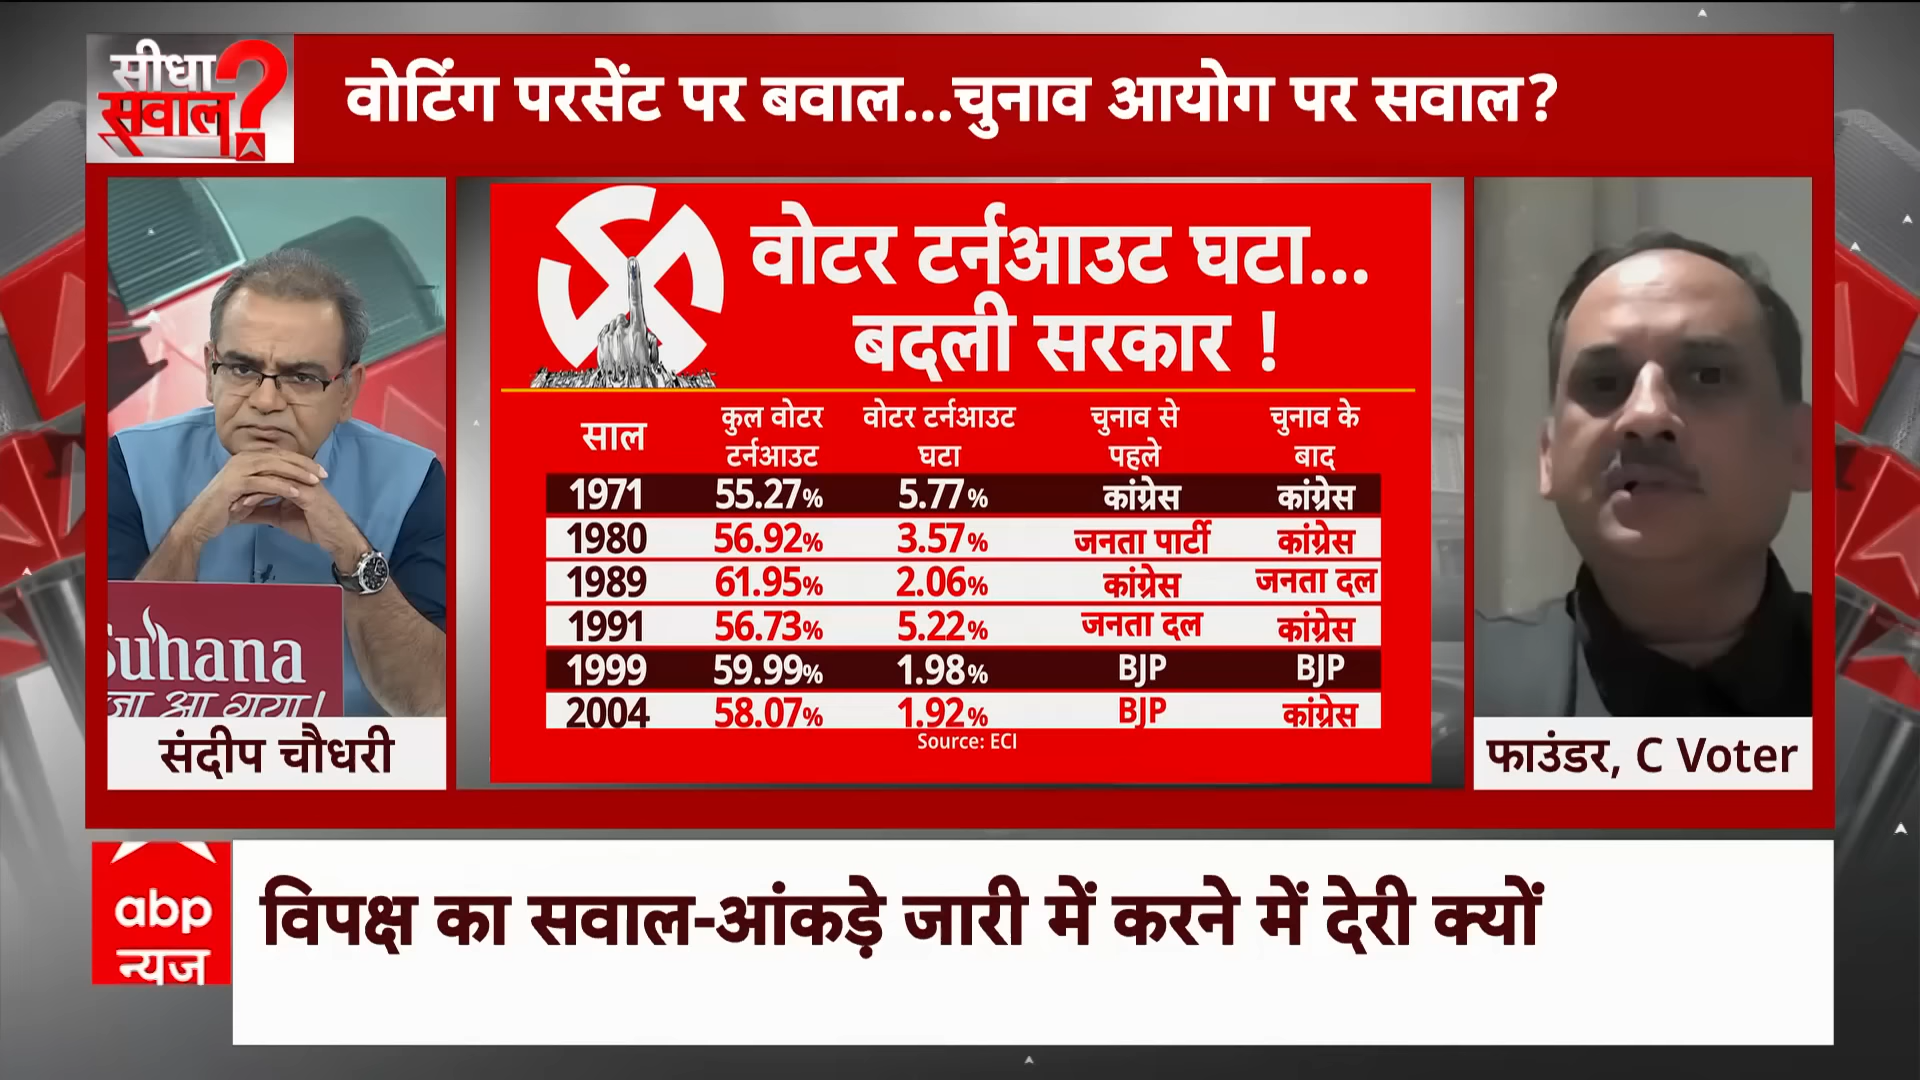 सीधा
सवाल?
वोटिंग परसेंट पर बवाल...चुनाव आयोग पर सवाल?
वोटर टर्नआउट घटा...
बदली सरकार !
साल कुल वोटर टर्नआउट वोटर टर्नआउट घटा चुनाव से पहले चुनाव के बाद
1971 55.27% 5.77% कांग्रेस कांग्रेस
1980 56.92% 3.57% जनता पार्टी कांग्रेस
1989 61.95% 2.06% कांग्रेस जनता दल
1991 56.73% 5.22% जनता दल कांग्रेस
1999 59.99% 1.98% BJP BJP
2004 58.07% 1.92% BJP कांग्रेस
Source: ECI
Suhana
आ गया!
संदीप चौधरी
फाउंडर, C Voter
abp
न्यूज़
विपक्ष का सवाल-आंकड़े जारी में करने में देरी क्यों